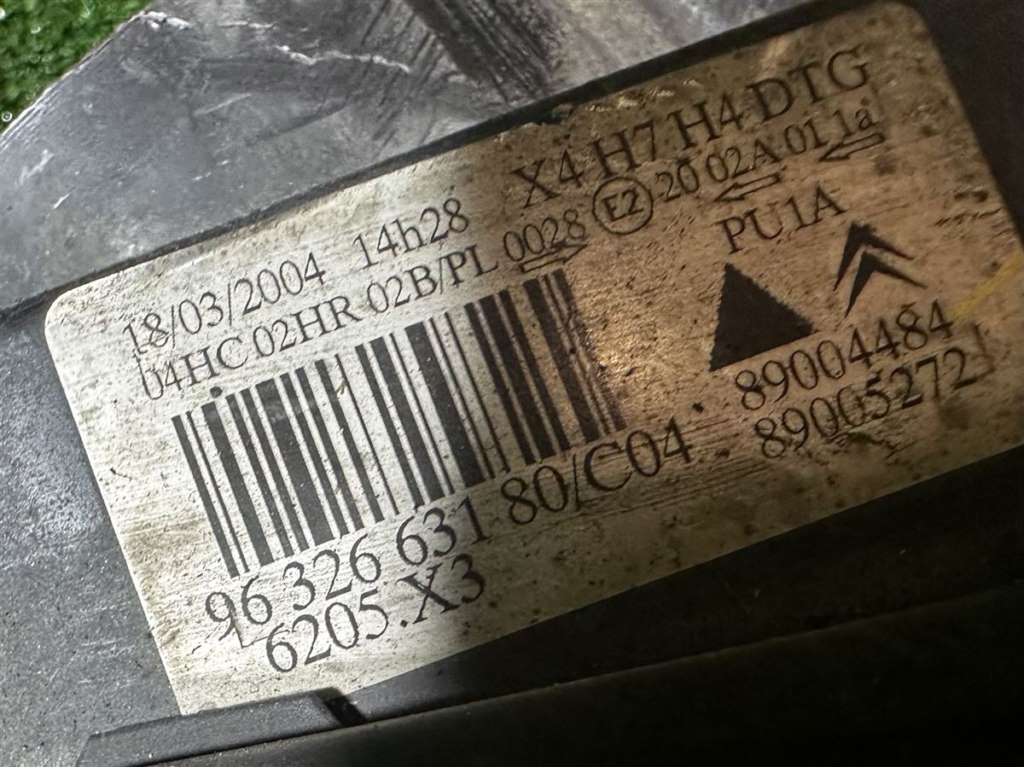 X4 H7 H4 DTG
18/03/2004 14h28
04HC 02HR 02B/PL 0028 E2 20 02A 01 1a
PU1A
89004484
89005272
96 326 631 80/C04
6205.X3